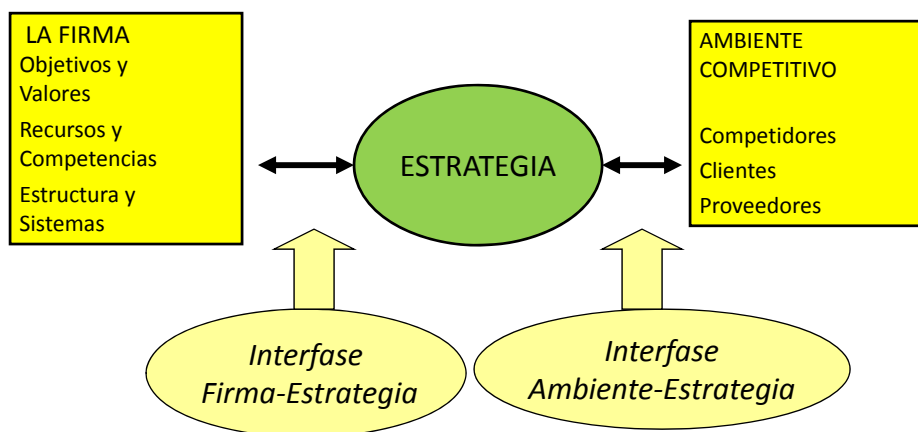 LA FIRMA
Objetivos y
Valores
Recursos y
Competencias
Estructura y
Sistemas
ESTRATEGIA
AMBIENTE
COMPETITIVO
Competidores
Clientes
Proveedores
Interfase
Firma-Estrategia
Interfase
Ambiente-Estrategia